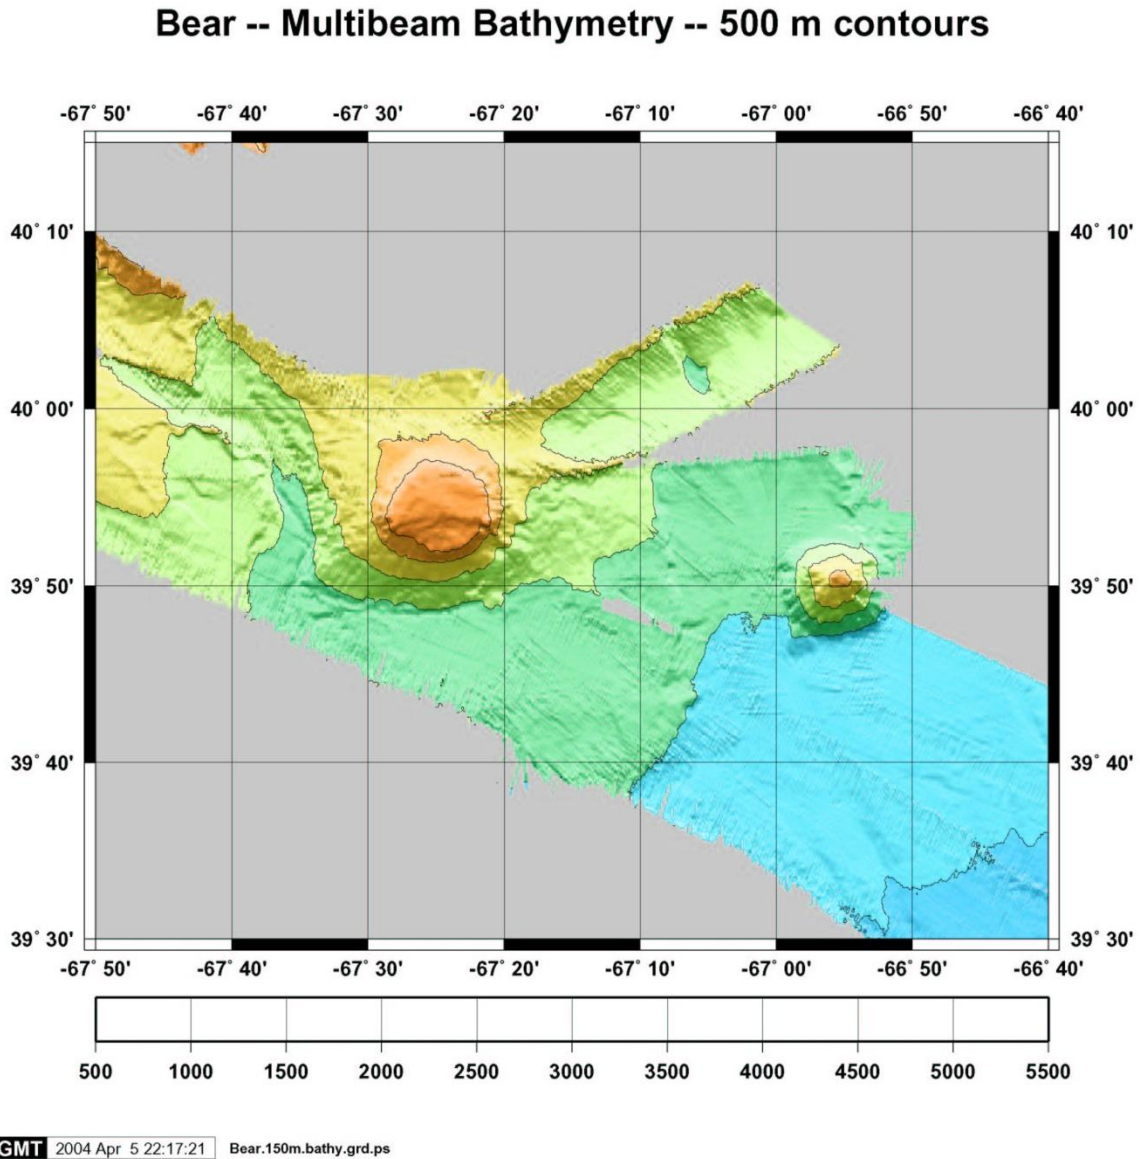 Bear -- Multibeam Bathymetry -- 500 m contours
-67° 50' -67° 40' -67° 30' -67° 20' -67° 10' -67° 00' -66° 50' -66° 40'
40° 10' 40° 10'
40° 00' 40° 00'
39° 50' 39° 50'
39° 40' 39° 40'
39° 30' 39° 30'
-67° 50' -67° 40' -67° 30' -67° 20' -67° 10' -67° 00' -66° 50' -66° 40'
500 1000 1500 2000 2500 3000 3500 4000 4500 5000 5500
GMT 2004 Apr 5 22:17:21 Bear.150m.bathy.grd.ps